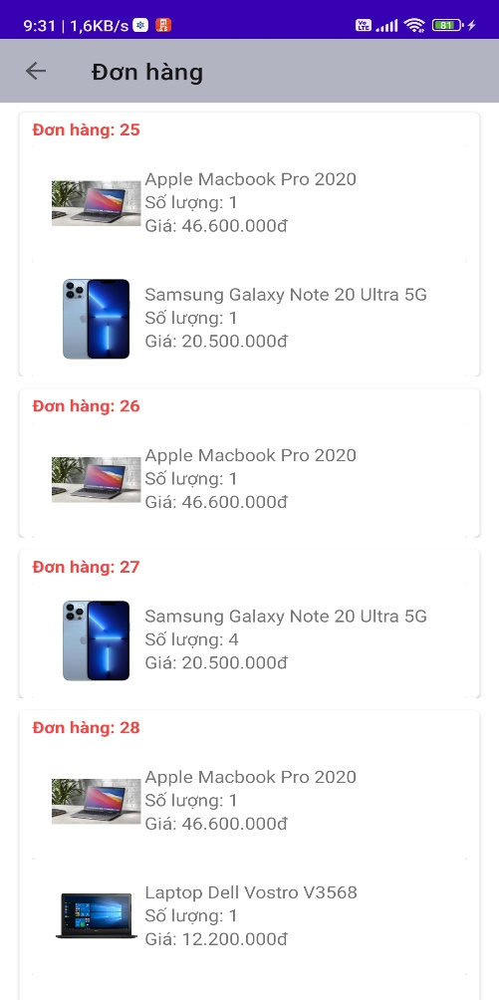 9:31 | 1,6KB/s
Vo LTE 81
Đơn hàng
Đơn hàng: 25
Apple Macbook Pro 2020
Số lượng: 1
Giá: 46.600.000đ
Samsung Galaxy Note 20 Ultra 5G
Số lượng: 1
Giá: 20.500.000đ
Đơn hàng: 26
Apple Macbook Pro 2020
Số lượng: 1
Giá: 46.600.000đ
Đơn hàng: 27
Samsung Galaxy Note 20 Ultra 5G
Số lượng: 4
Giá: 20.500.000đ
Đơn hàng: 28
Apple Macbook Pro 2020
Số lượng: 1
Giá: 46.600.000đ
Laptop Dell Vostro V3568
Số lượng: 1
Giá: 12.200.000đ